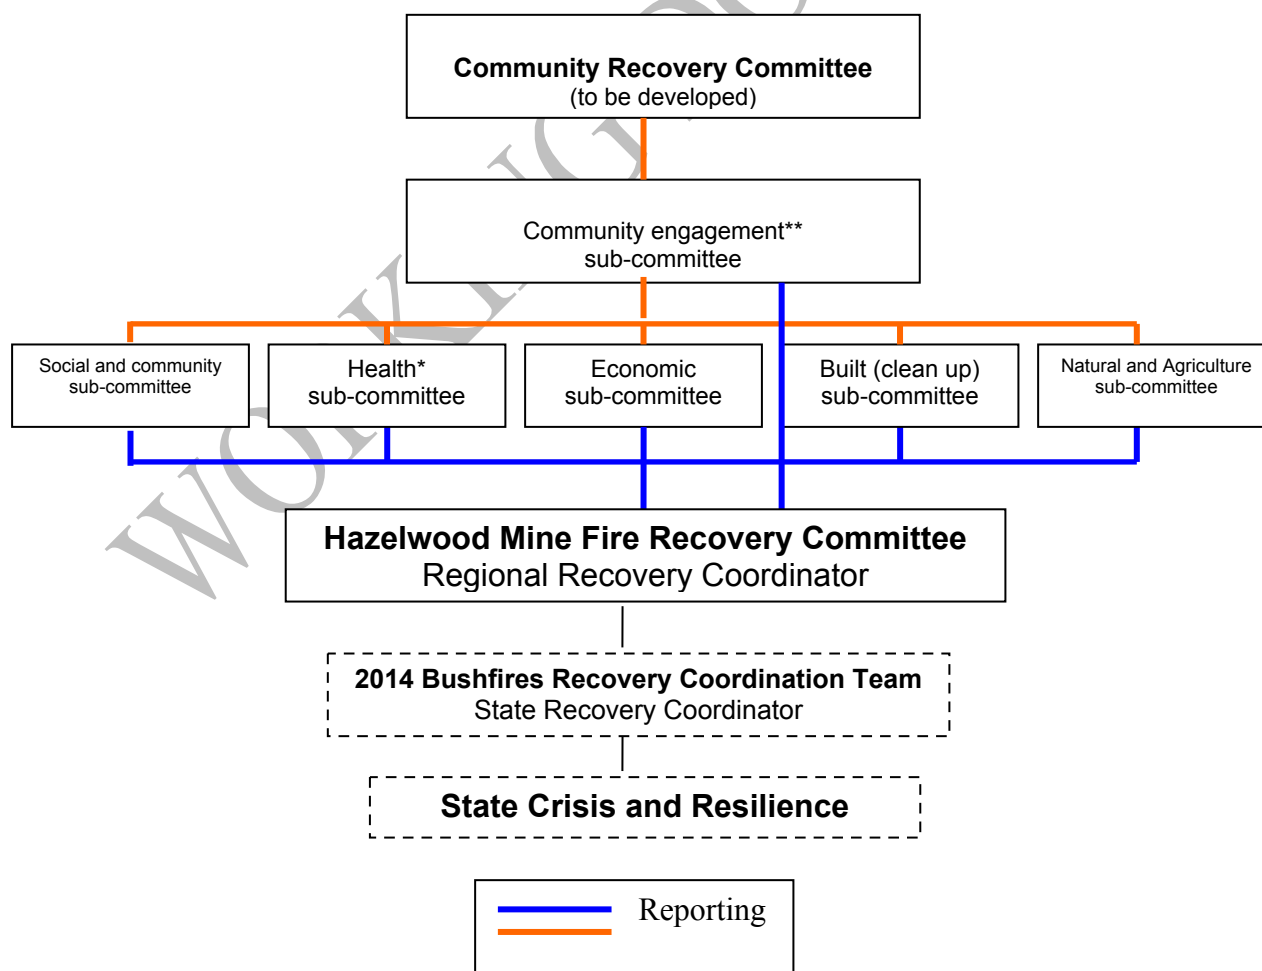 Community Recovery Committee
(to be developed)
Community engagement**
sub-committee
Social and community
sub-committee
Health*
sub-committee
Economic
sub-committee
Built (clean up)
sub-committee
Natural and Agriculture
sub-committee
Hazelwood Mine Fire Recovery Committee
Regional Recovery Coordinator
2014 Bushfires Recovery Coordination Team
State Recovery Coordinator
State Crisis and Resilience
Reporting
WORKING